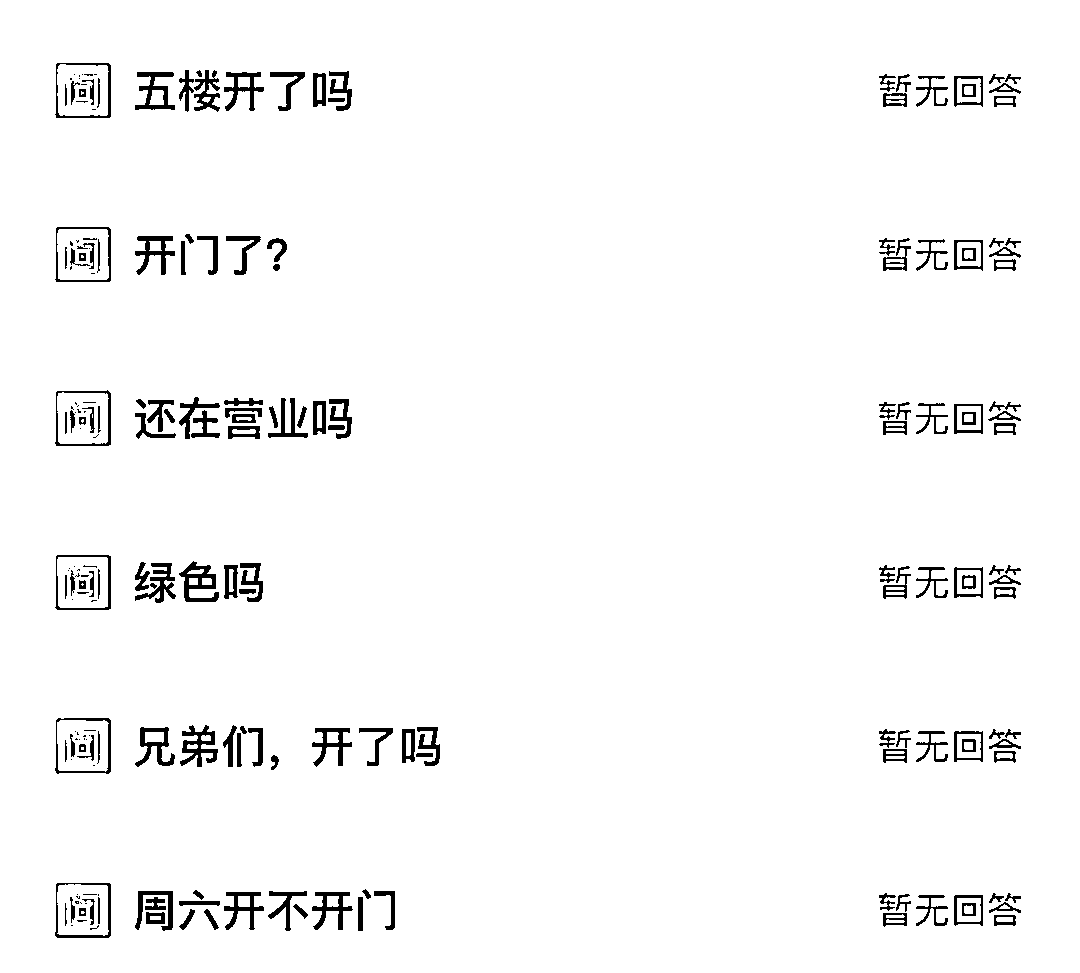 问 五楼开了吗 暂无回答
问 开门了? 暂无回答
问 还在营业吗 暂无回答
问 绿色吗 暂无回答
问 兄弟们，开了吗 暂无回答
问 周六开不开门 暂无回答